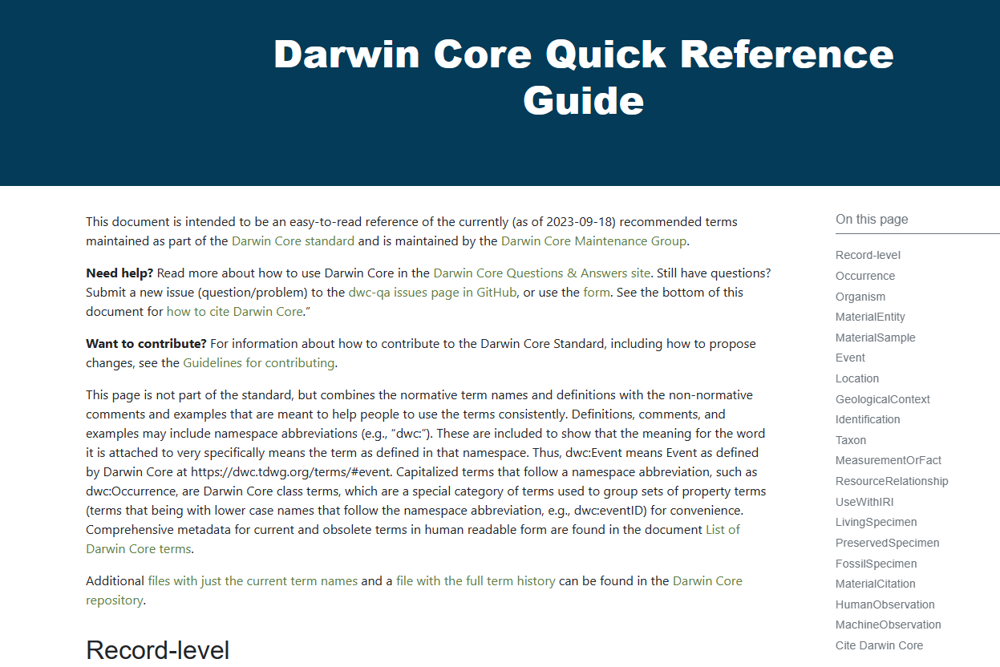 Darwin Core Quick Reference
Guide
This document is intended to be an easy-to-read reference of the currently (as of 2023-09-18) recommended terms
maintained as part of the Darwin Core standard and is maintained by the Darwin Core Maintenance Group.
Need help? Read more about how to use Darwin Core in the Darwin Core Questions & Answers site. Still have questions?
Submit a new issue (question/problem) to the dwc-qa issues page in GitHub, or use the form. See the bottom of this
document for how to cite Darwin Core.”
Want to contribute? For information about how to contribute to the Darwin Core Standard, including how to propose
changes, see the Guidelines for contributing.
This page is not part of the standard, but combines the normative term names and definitions with the non-normative
comments and examples that are meant to help people to use the terms consistently. Definitions, comments, and
examples may include namespace abbreviations (e.g., “dwc:”). These are included to show that the meaning for the word
it is attached to very specifically means the term as defined in that namespace. Thus, dwc:Event means Event as defined
by Darwin Core at https://dwc.tdwg.org/terms/#event. Capitalized terms that follow a namespace abbreviation, such as
dwc:Occurrence, are Darwin Core class terms, which are a special category of terms used to group sets of property terms
(terms that being with lower case names that follow the namespace abbreviation, e.g., dwc:eventID) for convenience.
Comprehensive metadata for current and obsolete terms in human readable form are found in the document List of
Darwin Core terms.
Additional files with just the current term names and a file with the full term history can be found in the Darwin Core
repository.
Record-level
On this page
Record-level
Occurrence
Organism
MaterialEntity
MaterialSample
Event
Location
GeologicalContext
Identification
Taxon
MeasurementOrFact
ResourceRelationship
UseWithIRI
LivingSpecimen
PreservedSpecimen
FossilSpecimen
MaterialCitation
HumanObservation
MachineObservation
Cite Darwin Core